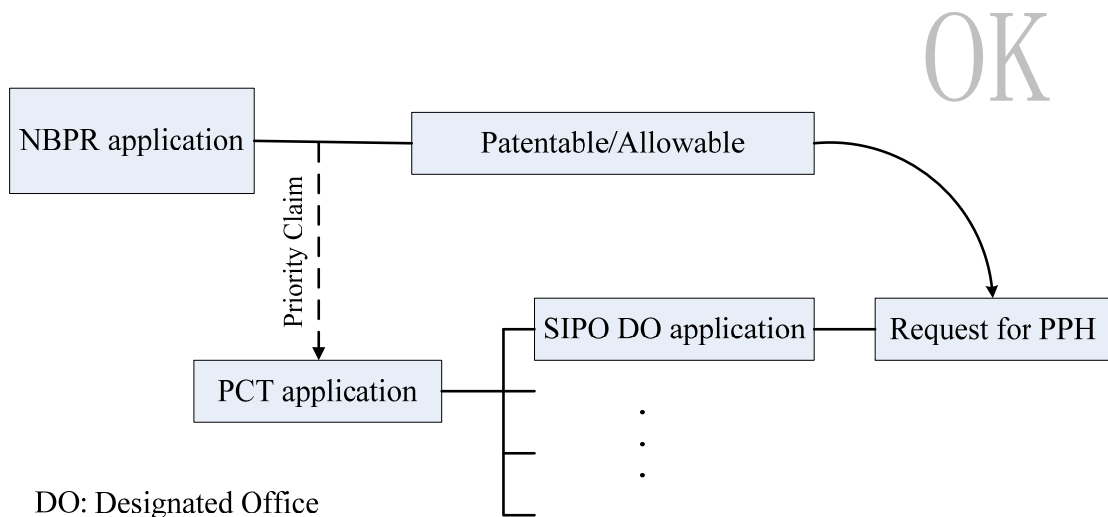 OK
NBPR application
Patentable/Allowable
Priority Claim
SIPO DO application
Request for PPH
PCT application
DO: Designated Office